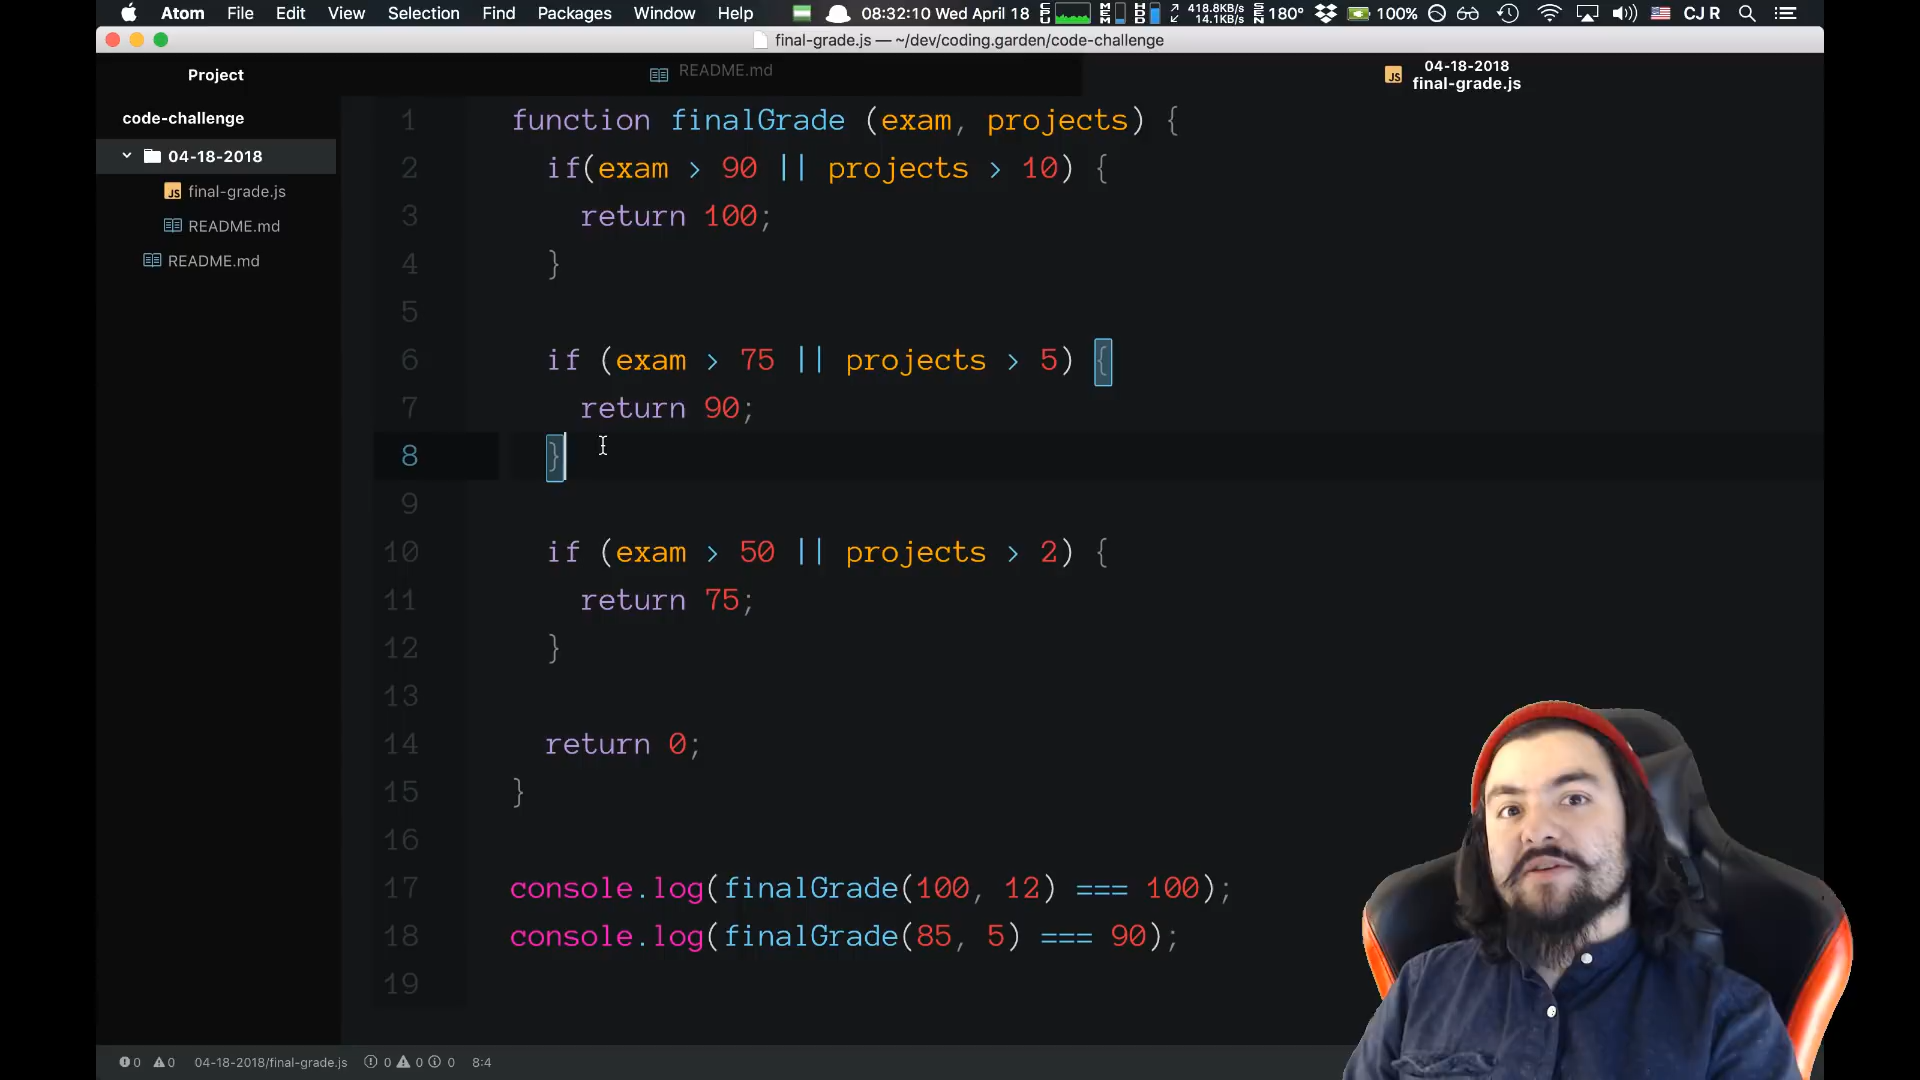 Atom File Edit View Selection Find Packages Window Help 08:32:10 Wed April 18 CPU MEM HDD 418.8KB/s 14.1KB/s SEN 180° 100% CJ R
final-grade.js — ~/dev/coding.garden/code-challenge
Project
README.md
04-18-2018
final-grade.js
code-challenge
04-18-2018
final-grade.js
README.md
README.md
1 function finalGrade (exam, projects) {
2 if(exam > 90 || projects > 10) {
3 return 100;
4 }
5
6 if (exam > 75 || projects > 5) {
7 return 90;
8 }
9
10 if (exam > 50 || projects > 2) {
11 return 75;
12 }
13
14 return 0;
15 }
16
17 console.log(finalGrade(100, 12) === 100);
18 console.log(finalGrade(85, 5) === 90);
19
0 0 04-18-2018/final-grade.js 0 0 0 8:4